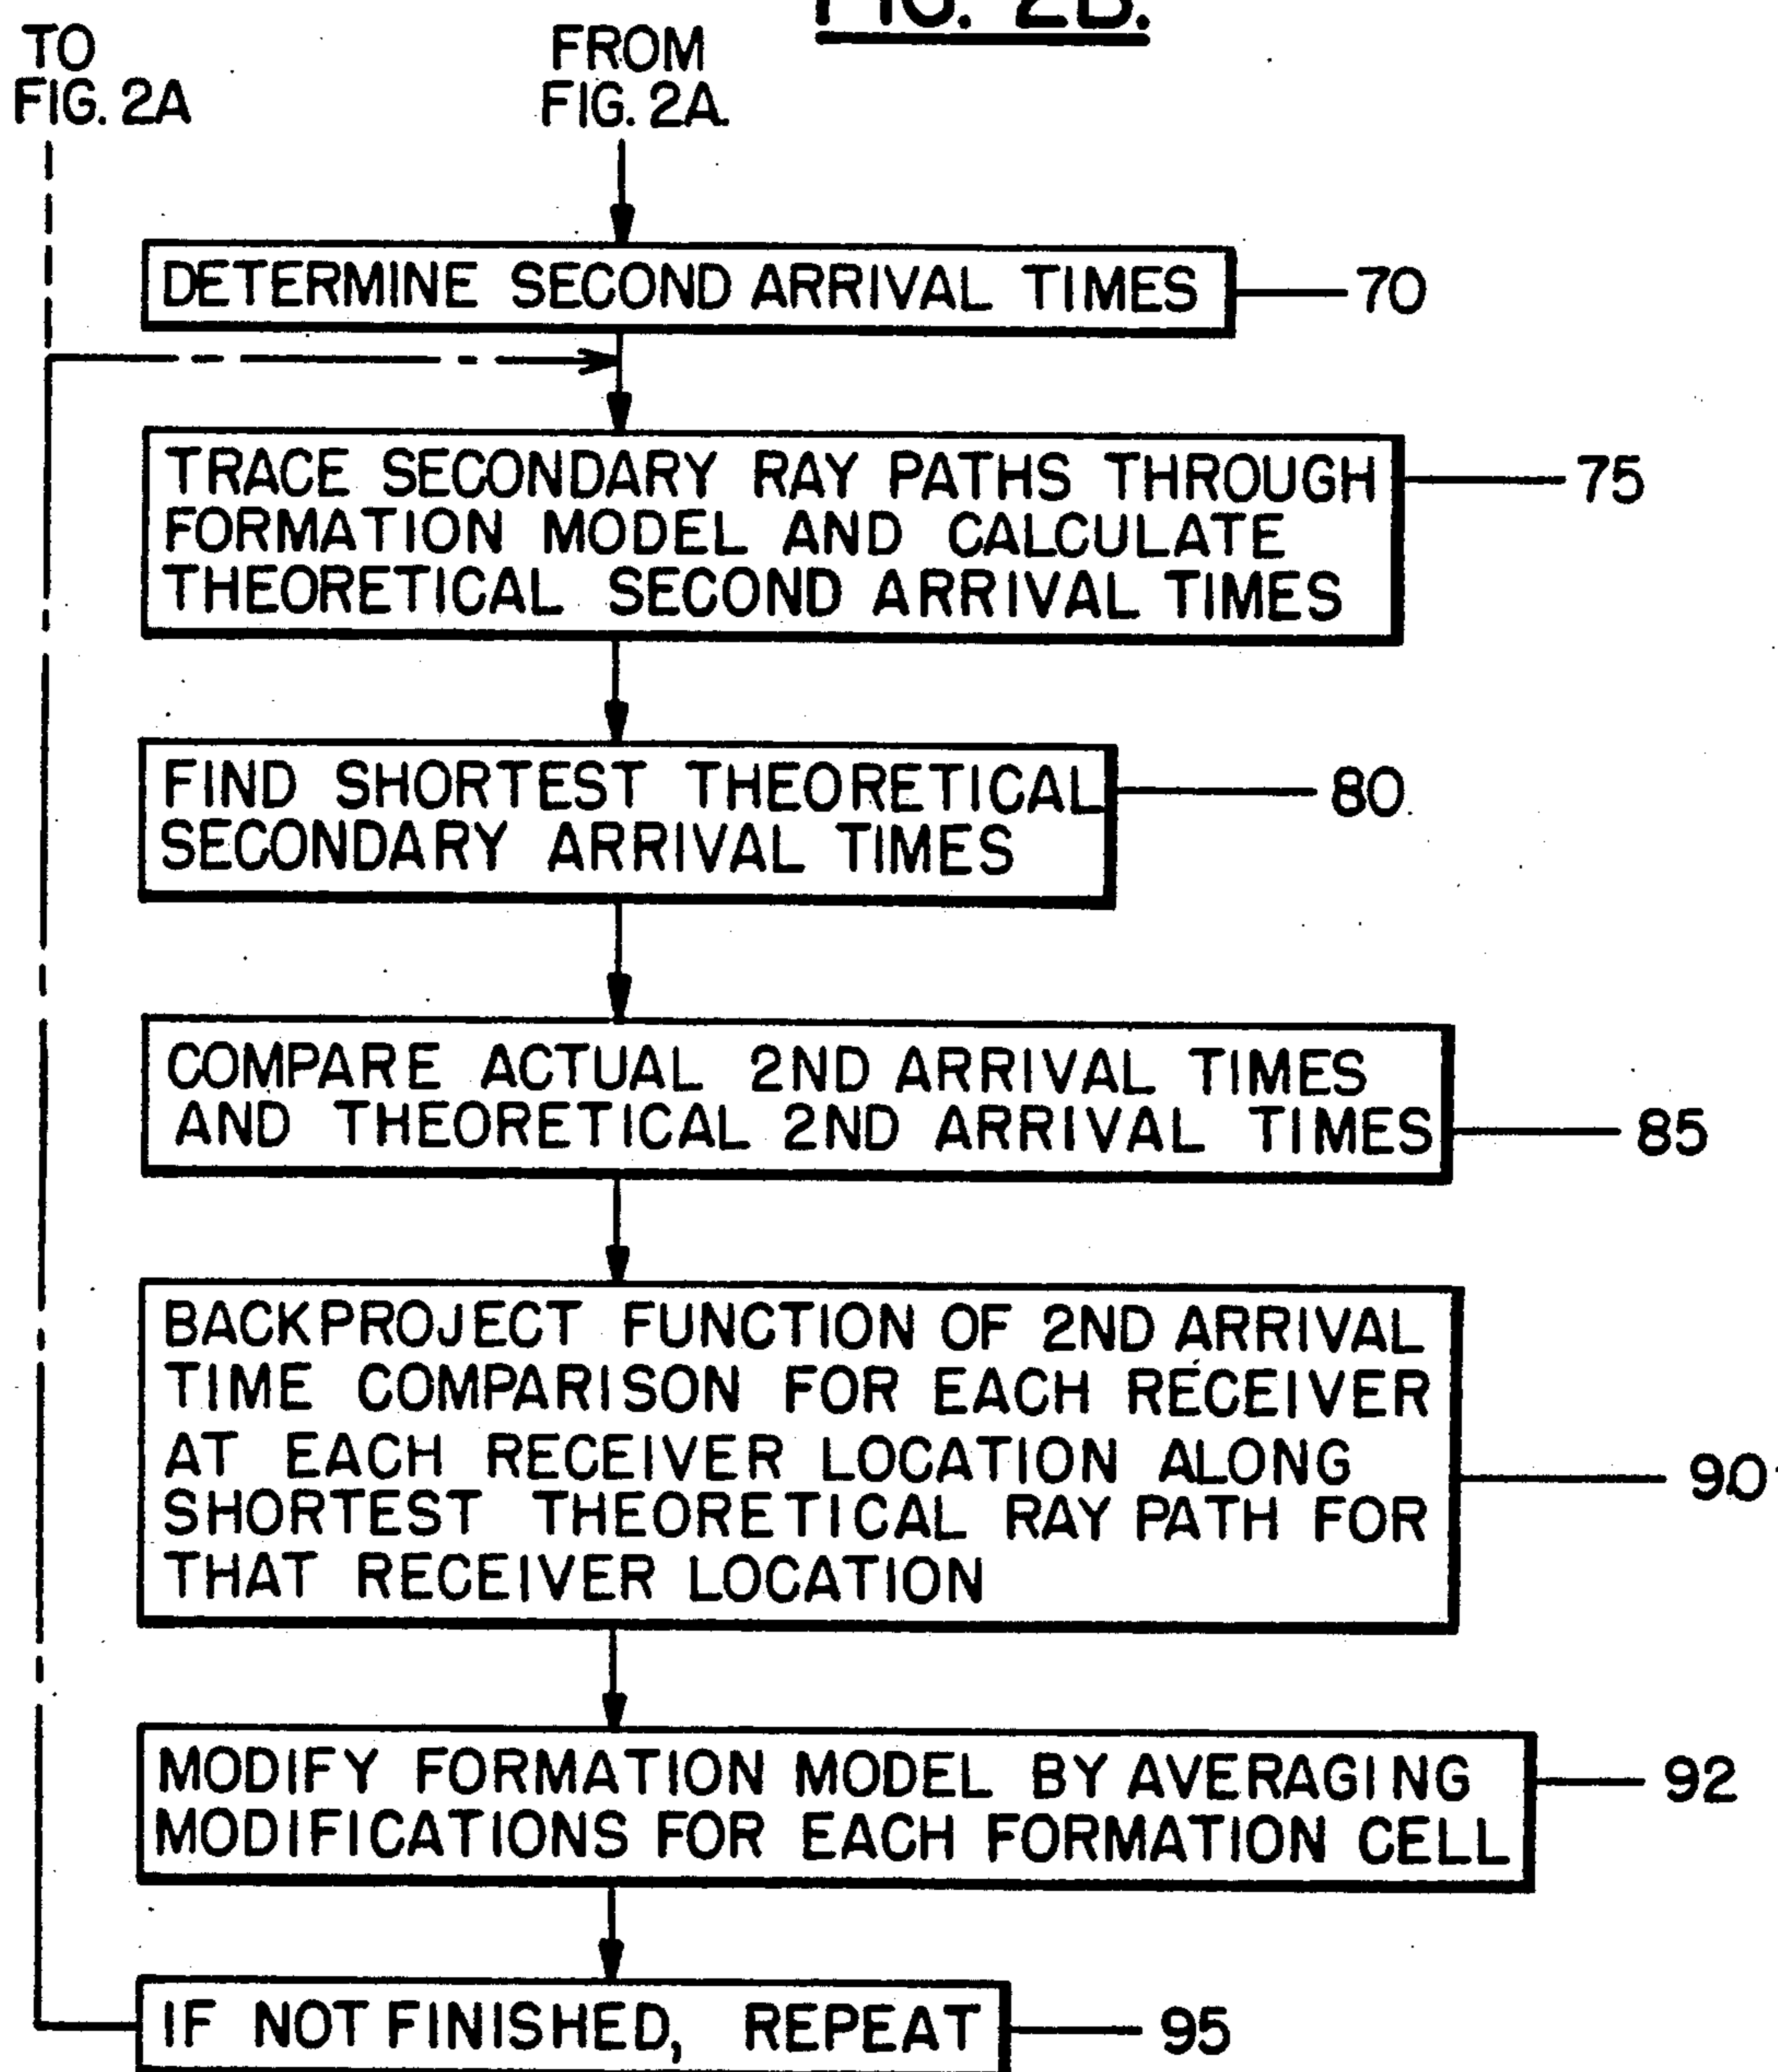 FIG. 2B.
TO
FIG. 2A
FROM
FIG. 2A
DETERMINE SECOND ARRIVAL TIMES
70
TRACE SECONDARY RAY PATHS THROUGH
FORMATION MODEL AND CALCULATE
THEORETICAL SECOND ARRIVAL TIMES
75
FIND SHORTEST THEORETICAL
SECONDARY ARRIVAL TIMES
80
COMPARE ACTUAL 2ND ARRIVAL TIMES
AND THEORETICAL 2ND ARRIVAL TIMES
85
BACKPROJECT FUNCTION OF 2ND ARRIVAL
TIME COMPARISON FOR EACH RECEIVER
AT EACH RECEIVER LOCATION ALONG
SHORTEST THEORETICAL RAY PATH FOR
THAT RECEIVER LOCATION
90
MODIFY FORMATION MODEL BY AVERAGING
MODIFICATIONS FOR EACH FORMATION CELL
92
IF NOT FINISHED, REPEAT
95